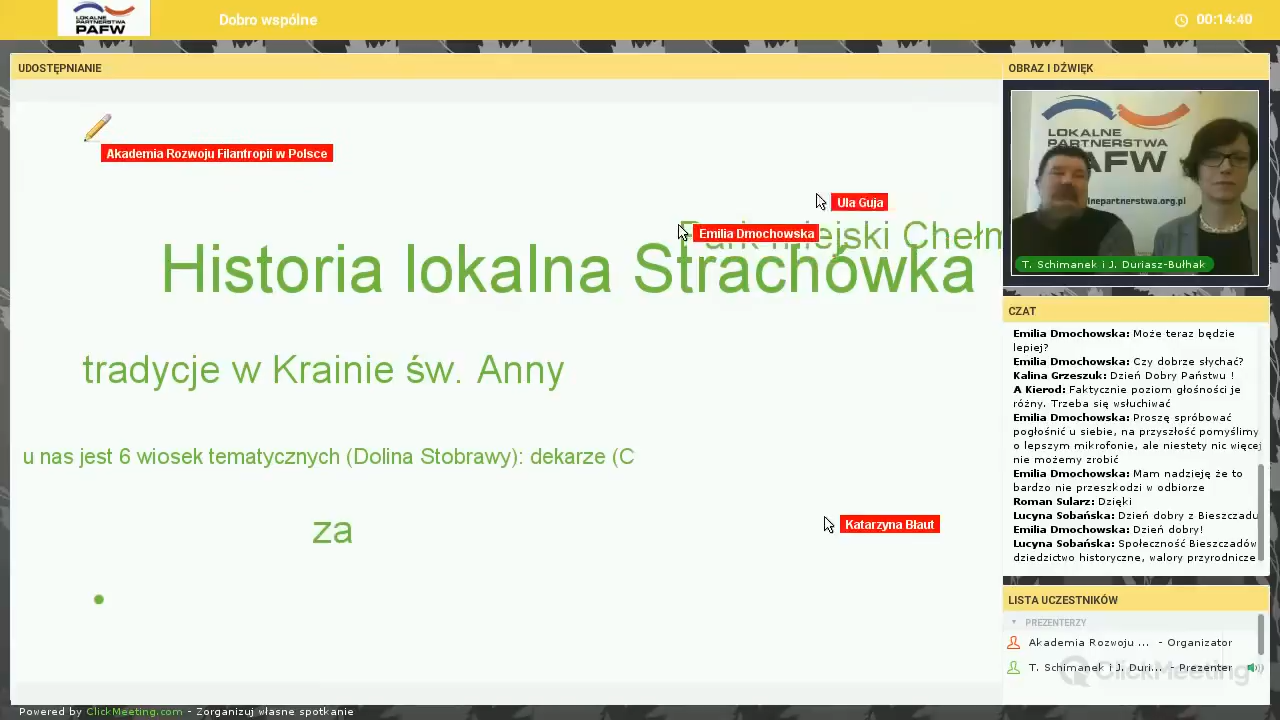 LOKALNE
PARTNERSTWA
PAFW
Dobro wspólne
00:14:40
UDOSTĘPNIANIE
Akademia Rozwoju Filantropii w Polsce
Ula Guja
Emilia Dmochowska
Park miejski Chełm
Historia lokalna Strachówka
tradycje w Krainie św. Anny
u nas jest 6 wiosek tematycznych (Dolina Stobrawy): dekarze (C
za
Katarzyna Błaut
OBRAZ I DŹWIĘK
LOKALNE
PARTNERSTWA
PAFW
lnepartnerstwa.org.pl
T. Schimanek i J. Duriasz-Bułhak
CZAT
Emilia Dmochowska: Może teraz będzie
lepiej?
Emilia Dmochowska: Czy dobrze słychać?
Kalina Grzeszuk: Dzień Dobry Państwu !
A Kierod: Faktycznie poziom głośności je
różny. Trzeba się wsłuchiwać
Emilia Dmochowska: Proszę spróbować
pogłośnić u siebie, na przyszłość pomyślimy
o lepszym mikrofonie, ale niestety nic więcej
nie możemy zrobić
Emilia Dmochowska: Mam nadzieję że to
bardzo nie przeszkodzi w odbiorze
Roman Sularz: Dzięki
Lucyna Sobańska: Dzień dobry z Bieszczadu
Emilia Dmochowska: Dzień dobry!
Lucyna Sobańska: Społeczność Bieszczadów
dziedzictwo historyczne, walory przyrodnicze
LISTA UCZESTNIKÓW
PREZENTERZY
Akademia Rozwoju ... - Organizator
T. Schimanek i J. Duri... - Prezenter
ClickMeeting
Powered by ClickMeeting.com - Zorganizuj własne spotkanie